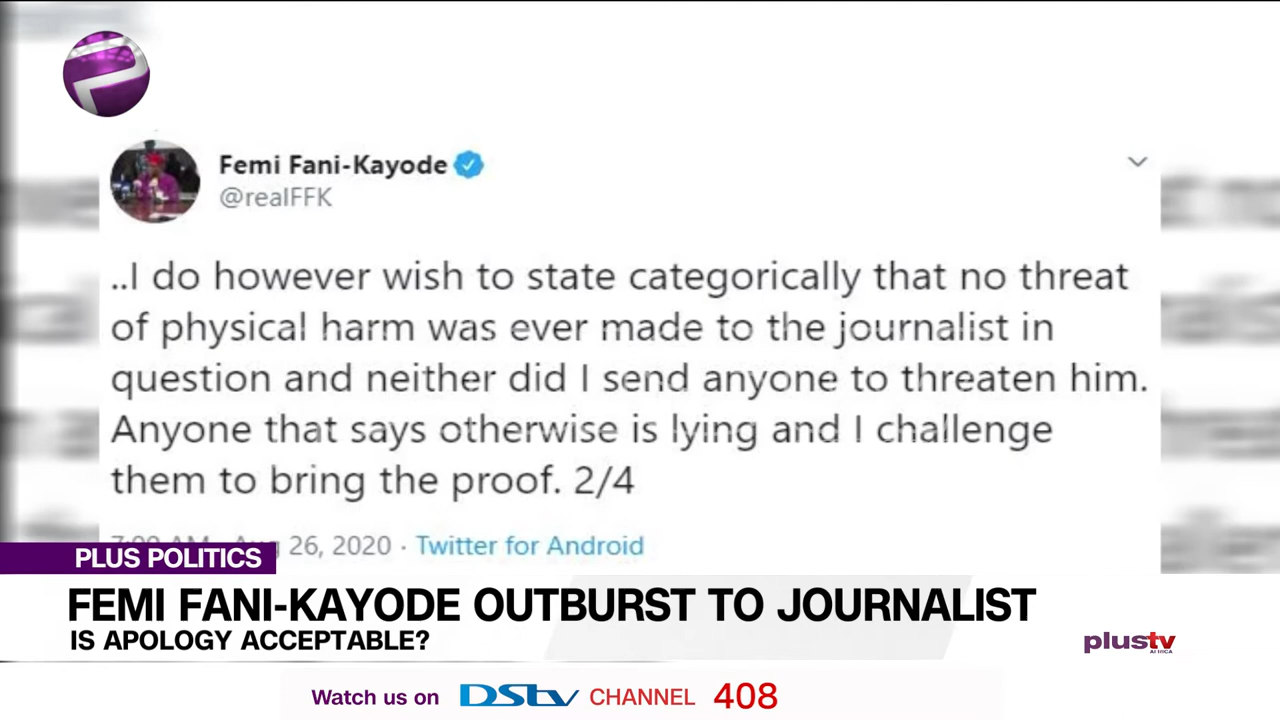 Femi Fani-Kayode
@realFFK
..I do however wish to state categorically that no threat
of physical harm was ever made to the journalist in
question and neither did I send anyone to threaten him.
Anyone that says otherwise is lying and I challenge
them to bring the proof. 2/4
26, 2020 · Twitter for Android
PLUS POLITICS
FEMI FANI-KAYODE OUTBURST TO JOURNALIST
IS APOLOGY ACCEPTABLE?
plustv
AFRICA
Watch us on DStv CHANNEL 408